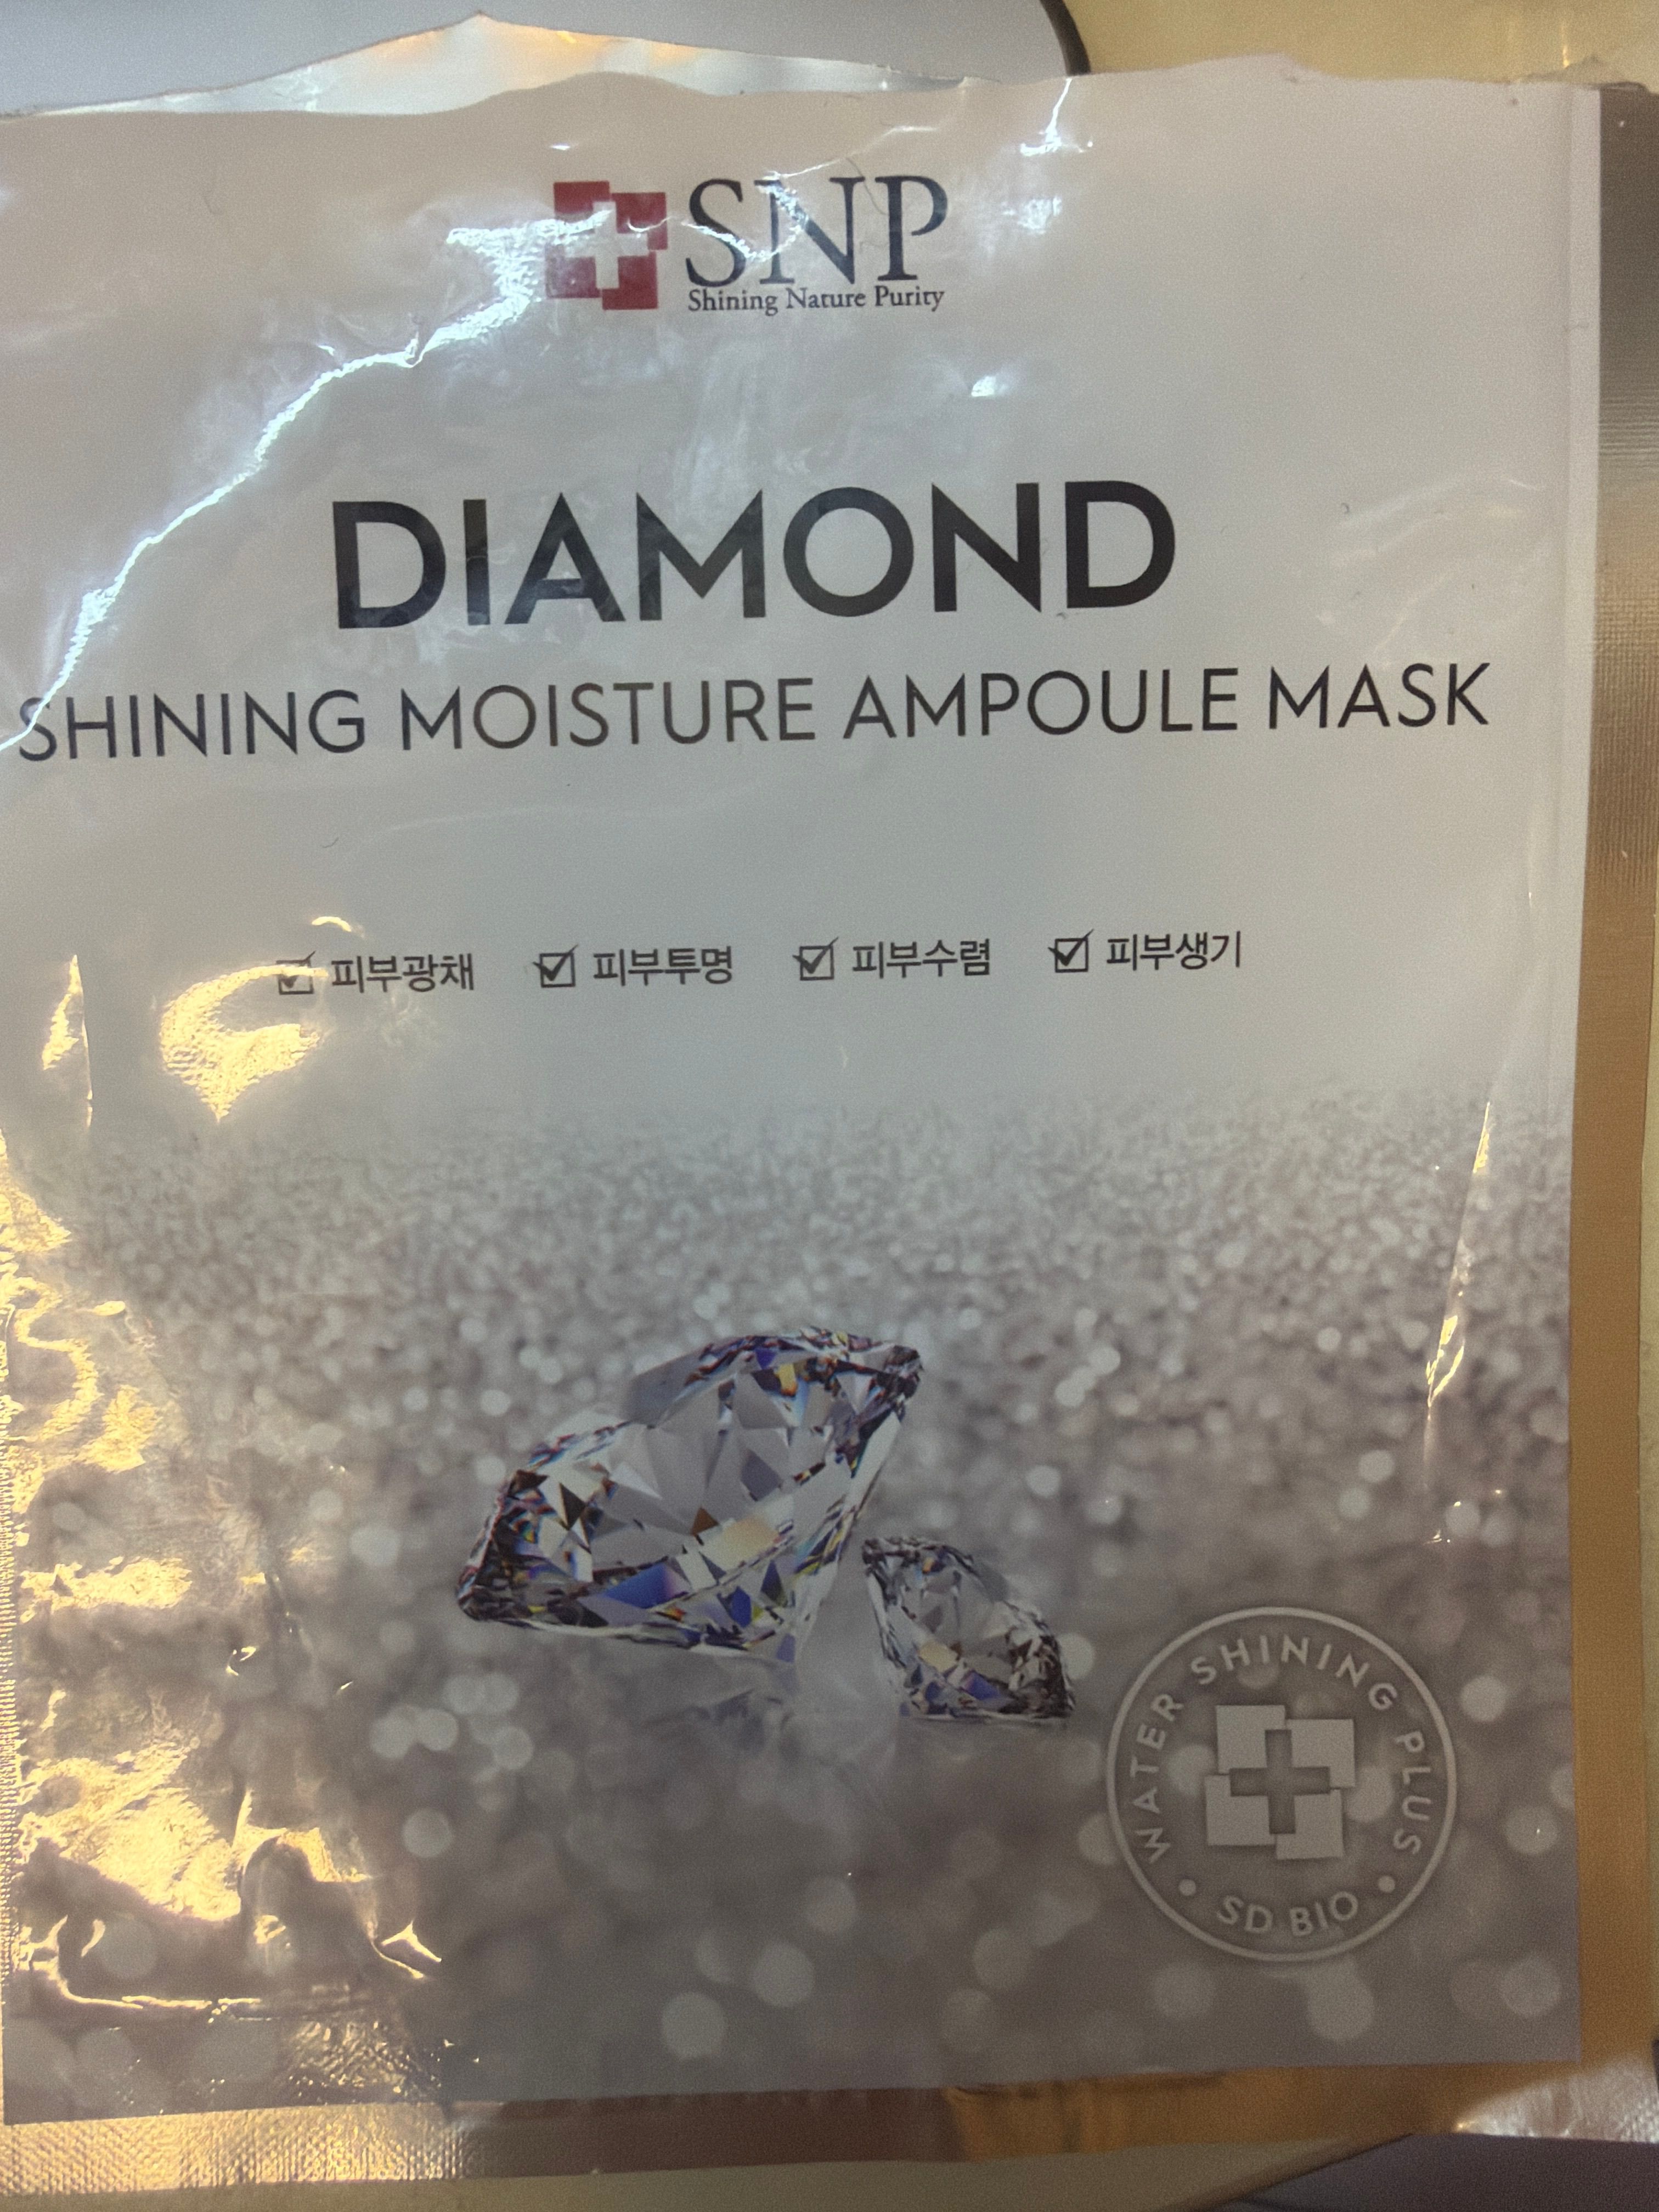 SNP
Shining Nature Purity
DIAMOND
SHINING MOISTURE AMPOULE MASK
☑ 피부광채 ☑ 피부투명 ☑ 피부수렴 ☑ 피부생기
WATER SHINING PLUS
• SD BIO •